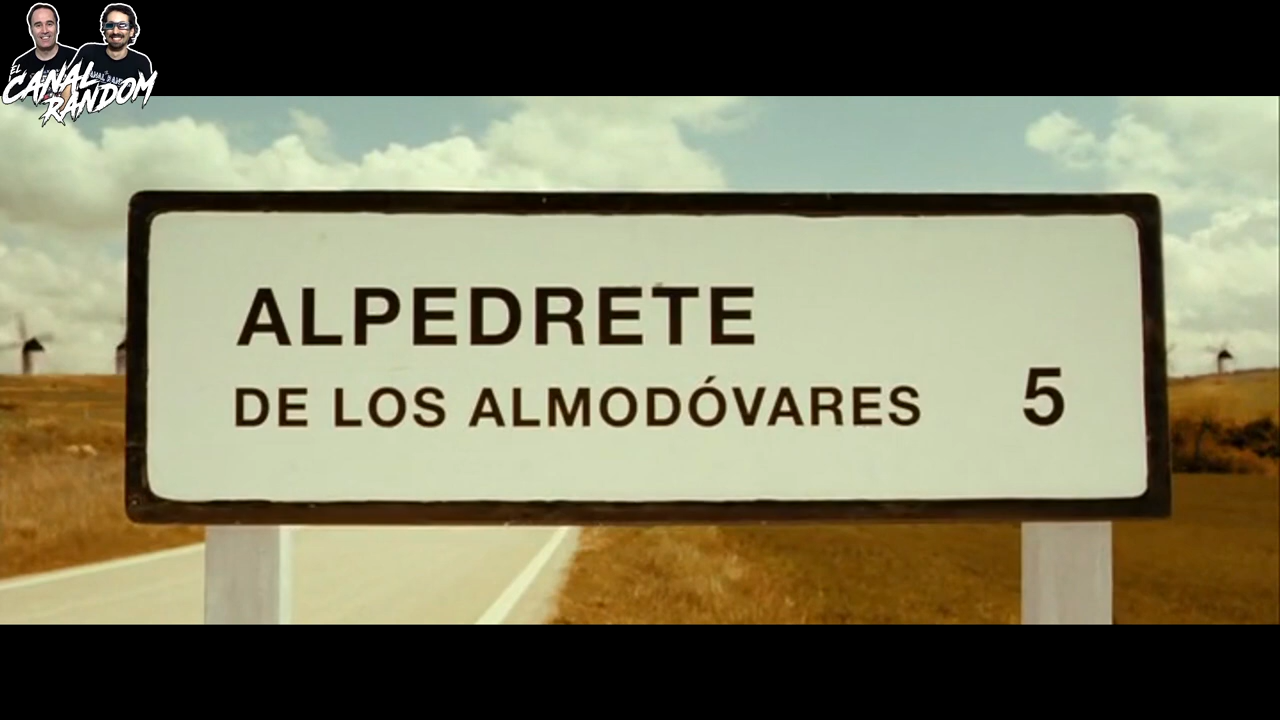 EL
CANAL
RANDOM
ALPEDRETE
DE LOS ALMODÓVARES 5